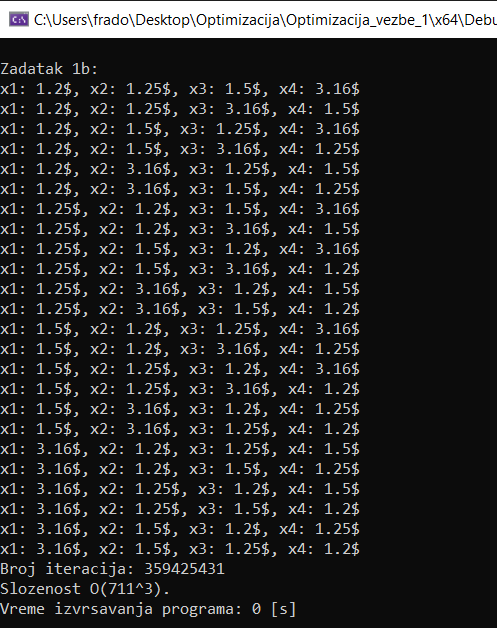 C:\Users\frado\Desktop\Optimizacija\Optimizacija_vezbe_1\x64\Debu
Zadatak 1b:
x1: 1.2$, x2: 1.25$, x3: 1.5$, x4: 3.16$
x1: 1.2$, x2: 1.25$, x3: 3.16$, x4: 1.5$
x1: 1.2$, x2: 1.5$, x3: 1.25$, x4: 3.16$
x1: 1.2$, x2: 1.5$, x3: 3.16$, x4: 1.25$
x1: 1.2$, x2: 3.16$, x3: 1.25$, x4: 1.5$
x1: 1.2$, x2: 3.16$, x3: 1.5$, x4: 1.25$
x1: 1.25$, x2: 1.2$, x3: 1.5$, x4: 3.16$
x1: 1.25$, x2: 1.2$, x3: 3.16$, x4: 1.5$
x1: 1.25$, x2: 1.5$, x3: 1.2$, x4: 3.16$
x1: 1.25$, x2: 1.5$, x3: 3.16$, x4: 1.2$
x1: 1.25$, x2: 3.16$, x3: 1.2$, x4: 1.5$
x1: 1.25$, x2: 3.16$, x3: 1.5$, x4: 1.2$
x1: 1.5$, x2: 1.2$, x3: 1.25$, x4: 3.16$
x1: 1.5$, x2: 1.2$, x3: 3.16$, x4: 1.25$
x1: 1.5$, x2: 1.25$, x3: 1.2$, x4: 3.16$
x1: 1.5$, x2: 1.25$, x3: 3.16$, x4: 1.2$
x1: 1.5$, x2: 3.16$, x3: 1.2$, x4: 1.25$
x1: 1.5$, x2: 3.16$, x3: 1.25$, x4: 1.2$
x1: 3.16$, x2: 1.2$, x3: 1.25$, x4: 1.5$
x1: 3.16$, x2: 1.2$, x3: 1.5$, x4: 1.25$
x1: 3.16$, x2: 1.25$, x3: 1.2$, x4: 1.5$
x1: 3.16$, x2: 1.25$, x3: 1.5$, x4: 1.2$
x1: 3.16$, x2: 1.5$, x3: 1.2$, x4: 1.25$
x1: 3.16$, x2: 1.5$, x3: 1.25$, x4: 1.2$
Broj iteracija: 359425431
Slozenost O(711^3).
Vreme izvrsavanja programa: 0 [s]